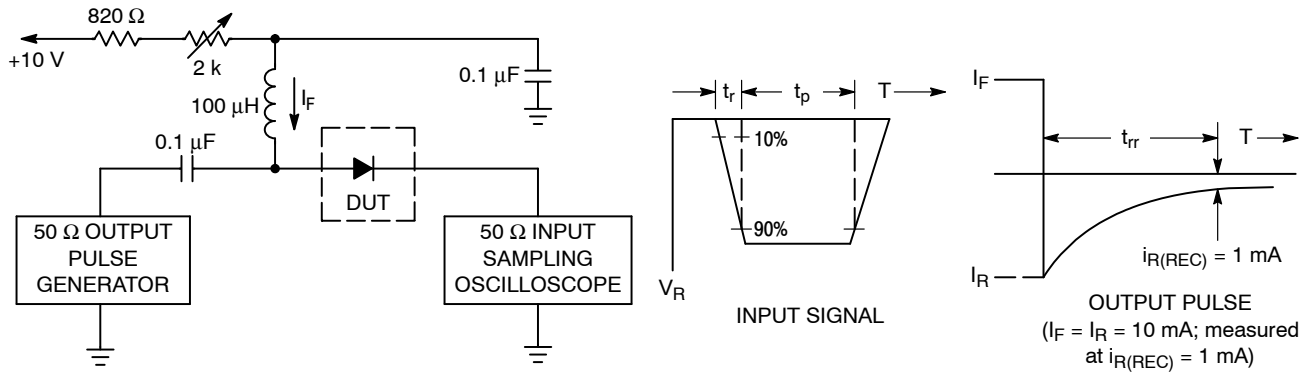 820 Ω
+10 V
2 k
100 μH
I_F
0.1 μF
0.1 μF
DUT
50 Ω OUTPUT
PULSE
GENERATOR
50 Ω INPUT
SAMPLING
OSCILLOSCOPE
t_r
t_p
T
10%
90%
V_R
INPUT SIGNAL
I_F
t_rr
T
I_R
i_R(REC) = 1 mA
OUTPUT PULSE
(I_F = I_R = 10 mA; measured
at i_R(REC) = 1 mA)